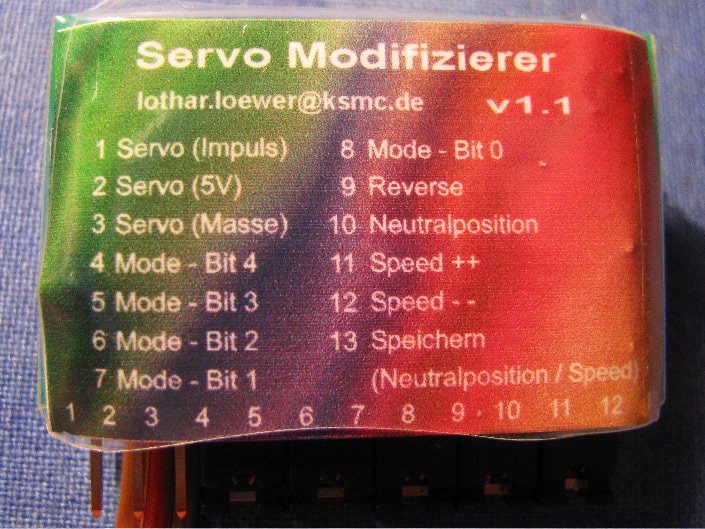 Servo Modifizierer
lothar.loewer@ksmc.de v1.1
1 Servo (Impuls)
2 Servo (5V)
3 Servo (Masse)
4 Mode - Bit 4
5 Mode - Bit 3
6 Mode - Bit 2
7 Mode - Bit 1
8 Mode - Bit 0
9 Reverse
10 Neutralposition
11 Speed ++
12 Speed - -
13 Speichern
(Neutralposition / Speed)
1 2 3 4 5 6 7 8 9 10 11 12